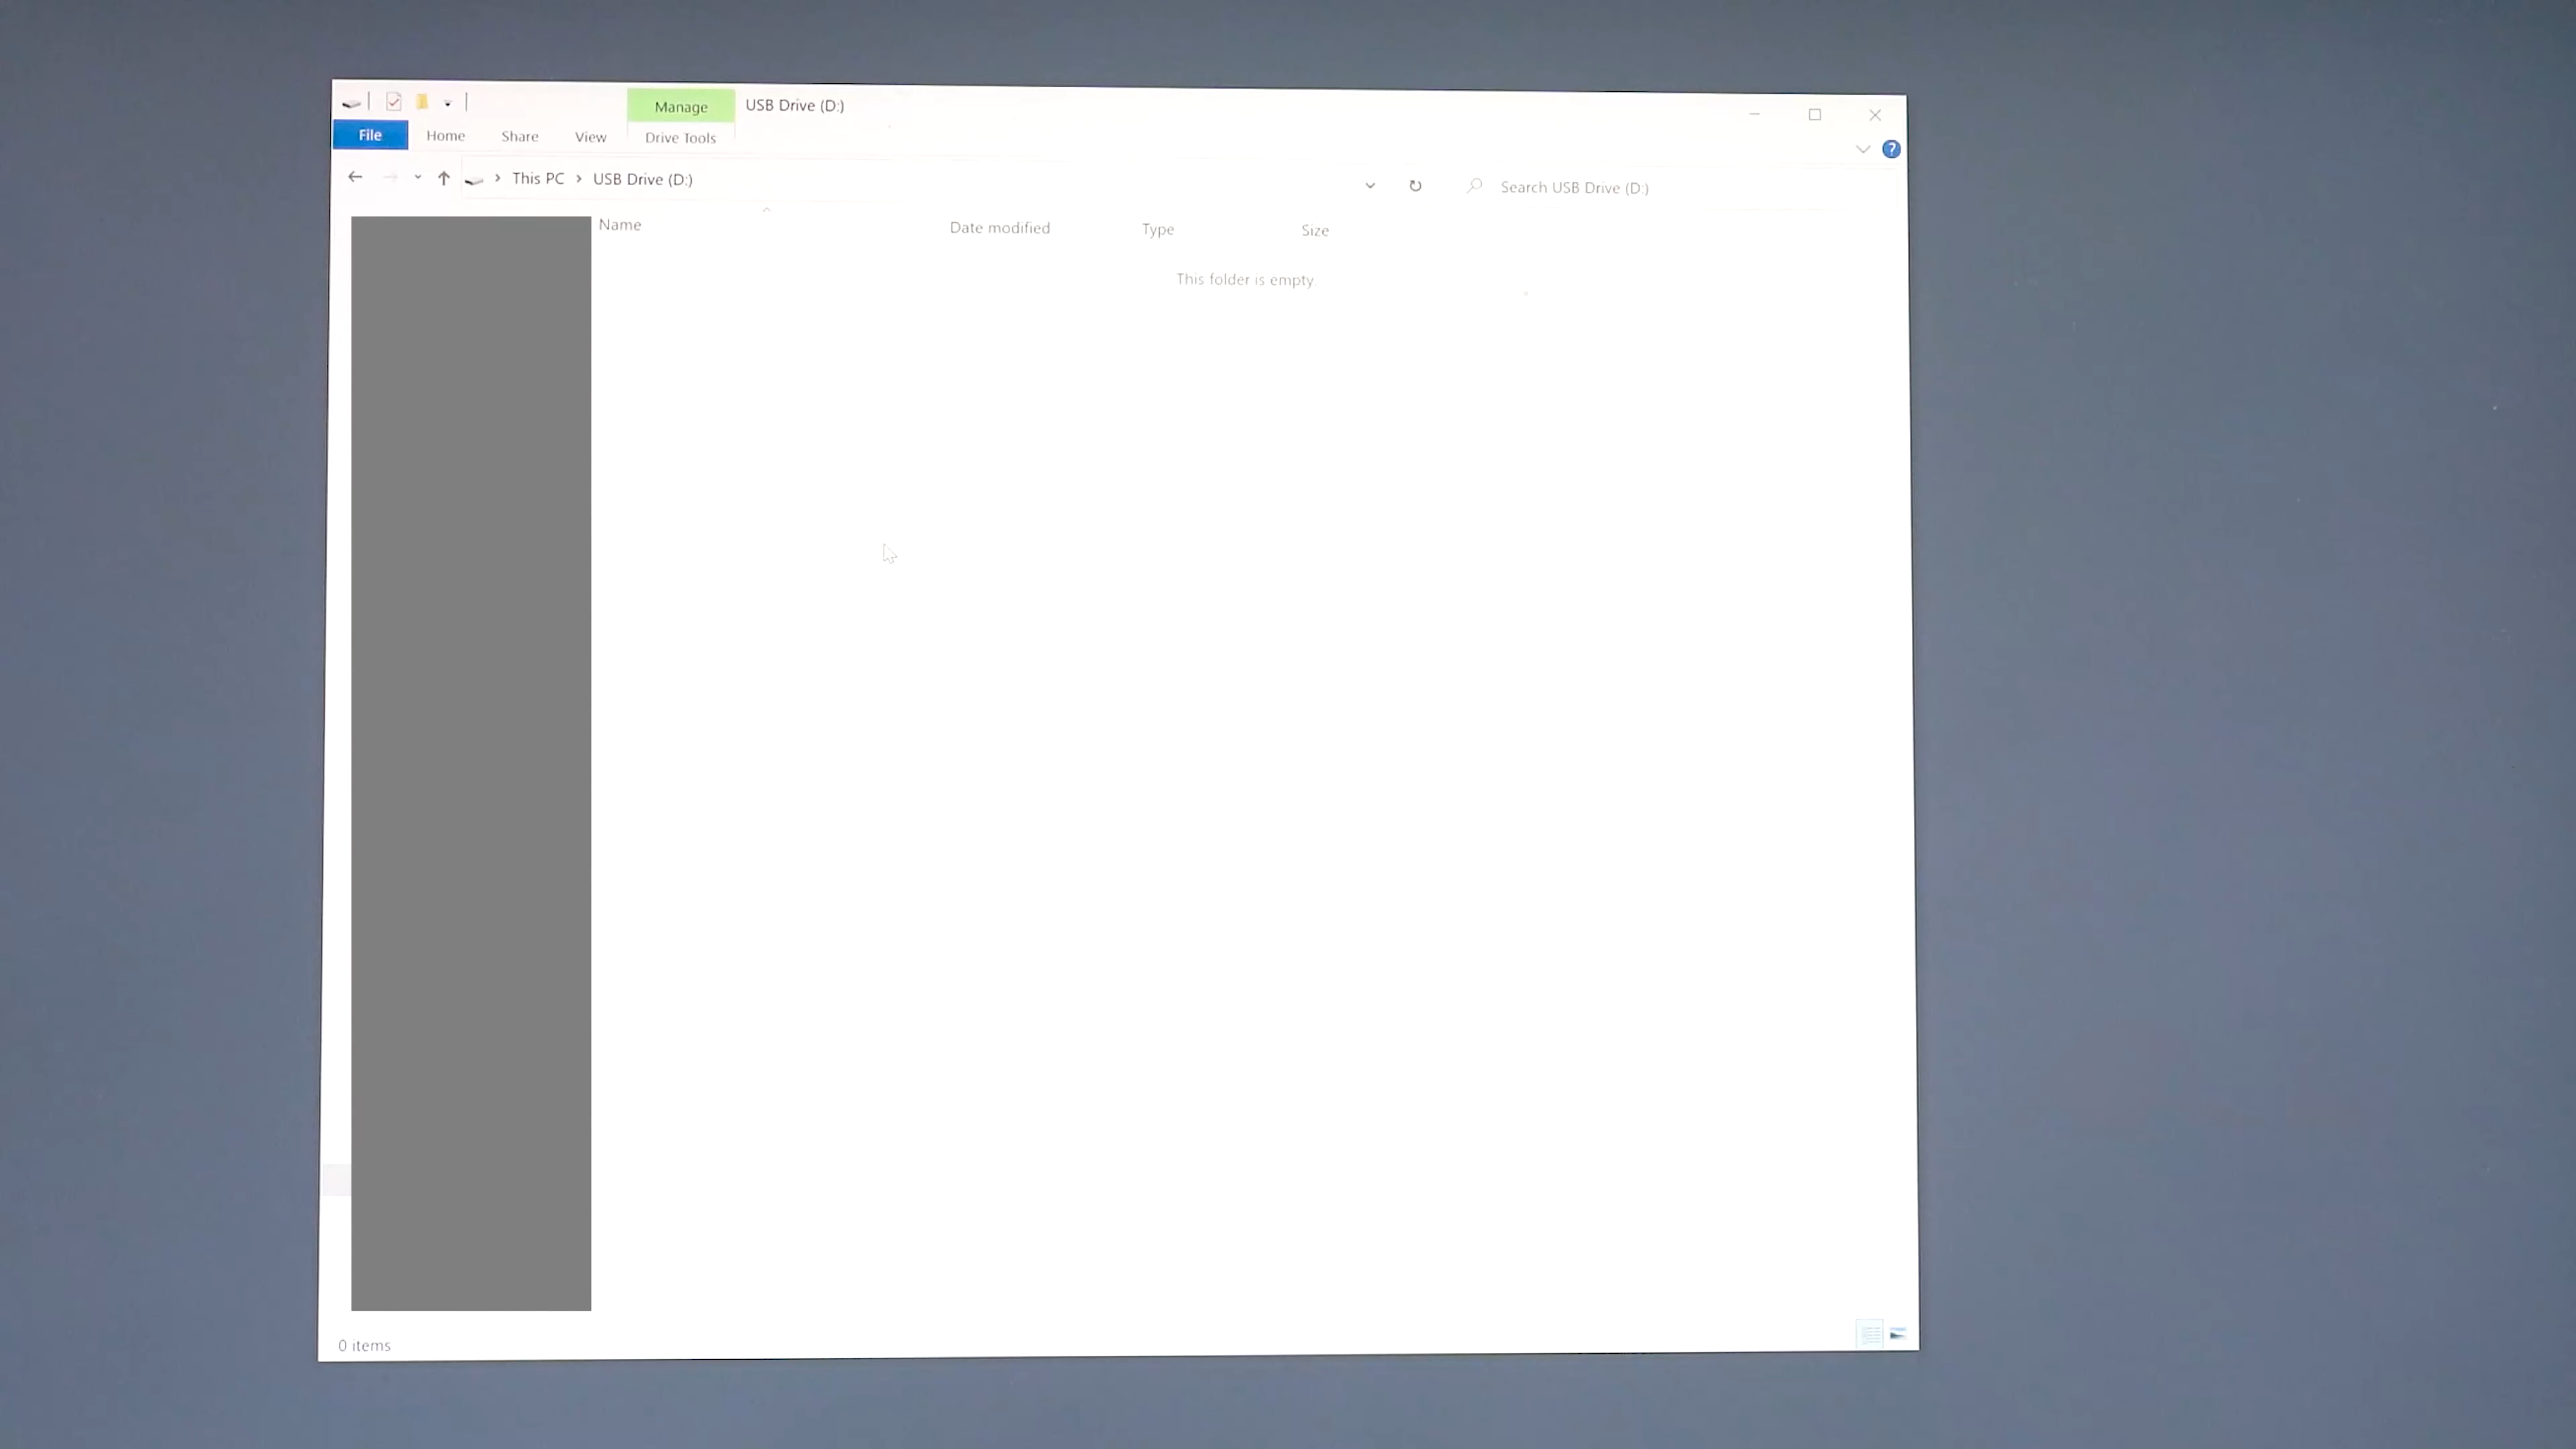 Manage USB Drive (D:)
File Home Share View Drive Tools
This PC USB Drive (D:) Search USB Drive (D:)
Name Date modified Type Size
This folder is empty
0 items